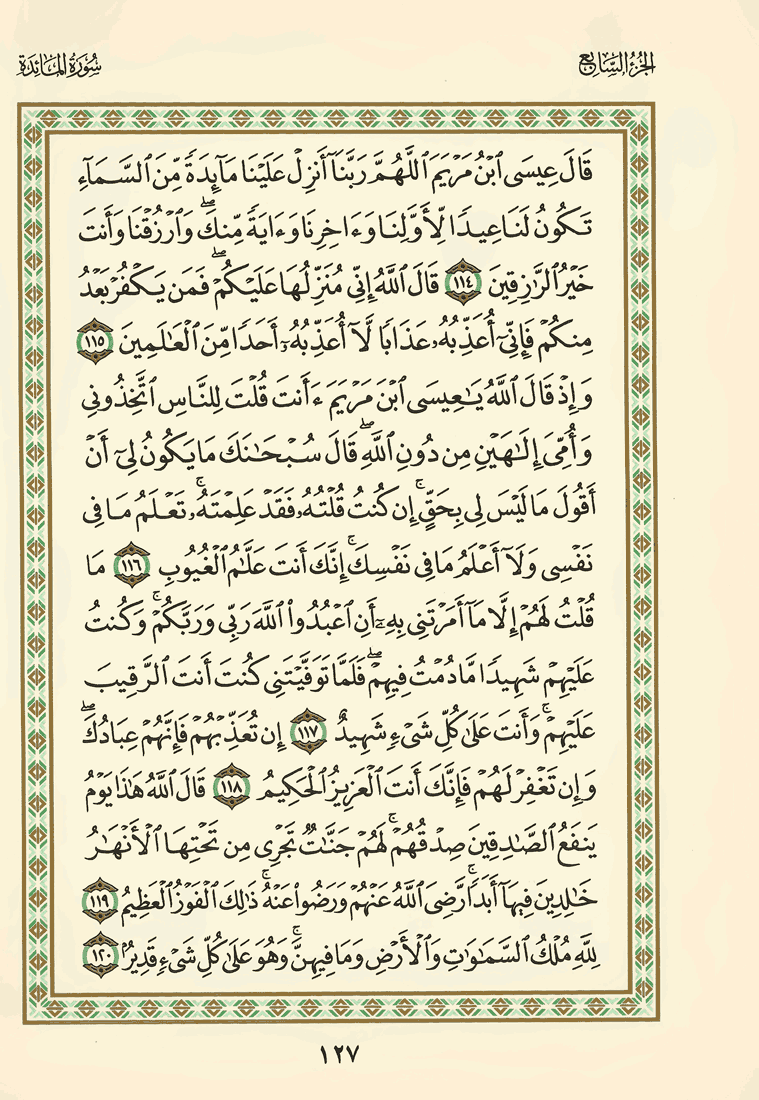 الجزء السابع
سورة المائدة
قَالَ عِيسَى ٱبْنُ مَرْيَمَ ٱللَّهُمَّ رَبَّنَآ أَنزِلْ عَلَيْنَا مَآئِدَةً مِّنَ ٱلسَّمَآءِ
تَكُونُ لَنَا عِيدًا لِّأَوَّلِنَا وَءَاخِرِنَا وَءَايَةً مِّنكَۖ وَٱرْزُقْنَا وَأَنتَ
خَيْرُ ٱلرَّٰزِقِينَ ١١٤ قَالَ ٱللَّهُ إِنِّى مُنَزِّلُهَا عَلَيْكُمْۖ فَمَن يَكْفُرْ بَعْدُ
مِنكُمْ فَإِنِّىٓ أُعَذِّبُهُۥ عَذَابًا لَّآ أُعَذِّبُهُۥٓ أَحَدًا مِّنَ ٱلْعَٰلَمِينَ ١١٥
وَإِذْ قَالَ ٱللَّهُ يَٰعِيسَى ٱبْنَ مَرْيَمَ ءَأَنتَ قُلْتَ لِلنَّاسِ ٱتَّخِذُونِى
وَأُمِّىَ إِلَٰهَيْنِ مِن دُونِ ٱللَّهِۖ قَالَ سُبْحَٰنَكَ مَا يَكُونُ لِىٓ أَنْ
أَقُولَ مَا لَيْسَ لِى بِحَقٍّۚ إِن كُنتُ قُلْتُهُۥ فَقَدْ عَلِمْتَهُۥۚ تَعْلَمُ مَا فِى
نَفْسِى وَلَآ أَعْلَمُ مَا فِى نَفْسِكَۚ إِنَّكَ أَنتَ عَلَّٰمُ ٱلْغُيُوبِ ١١٦ مَا
قُلْتُ لَهُمْ إِلَّا مَآ أَمَرْتَنِى بِهِۦٓ أَنِ ٱعْبُدُوا۟ ٱللَّهَ رَبِّى وَرَبَّكُمْۚ وَكُنتُ
عَلَيْهِمْ شَهِيدًا مَّا دُمْتُ فِيهِمْۖ فَلَمَّا تَوَفَّيْتَنِى كُنتَ أَنتَ ٱلرَّقِيبَ
عَلَيْهِمْۚ وَأَنتَ عَلَىٰ كُلِّ شَىْءٍ شَهِيدٌ ١١٧ إِن تُعَذِّبْهُمْ فَإِنَّهُمْ عِبَادُكَۖ
وَإِن تَغْفِرْ لَهُمْ فَإِنَّكَ أَنتَ ٱلْعَزِيزُ ٱلْحَكِيمُ ١١٨ قَالَ ٱللَّهُ هَٰذَا يَوْمُ
يَنفَعُ ٱلصَّٰدِقِينَ صِدْقُهُمْۚ لَهُمْ جَنَّٰتٌ تَجْرِى مِن تَحْتِهَا ٱلْأَنْهَٰرُ
خَٰلِدِينَ فِيهَآ أَبَدًاۚ رَّضِىَ ٱللَّهُ عَنْهُمْ وَرَضُوا۟ عَنْهُۚ ذَٰلِكَ ٱلْفَوْزُ ٱلْعَظِيمُ ١١٩
لِلَّهِ مُلْكُ ٱلسَّمَٰوَٰتِ وَٱلْأَرْضِ وَمَا فِيهِنَّۚ وَهُوَ عَلَىٰ كُلِّ شَىْءٍ قَدِيرٌۢ ١٢٠
١٢٧